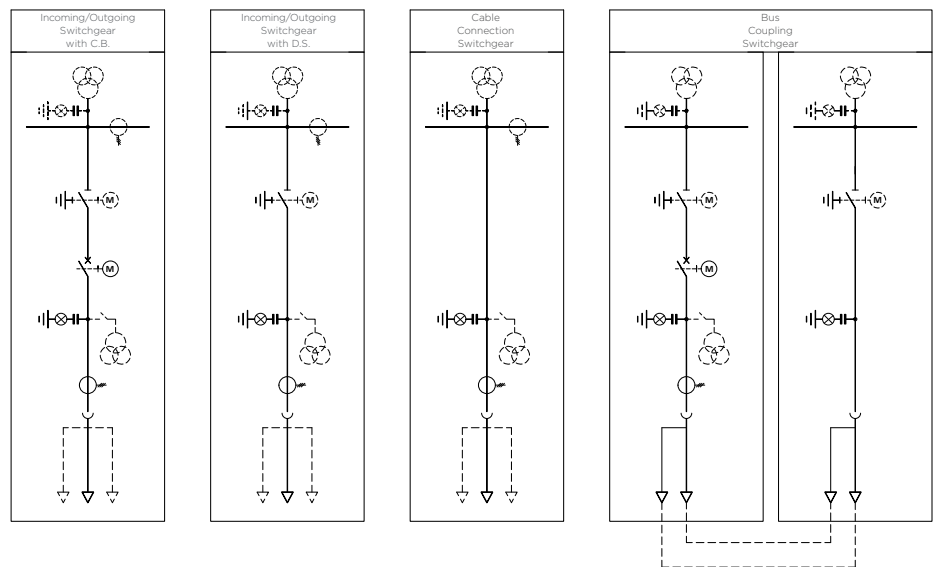 Incoming/Outgoing
Switchgear
with C.B.
Incoming/Outgoing
Switchgear
with D.S.
Cable
Connection
Switchgear
Bus
Coupling
Switchgear
M
M
M
M
M
M